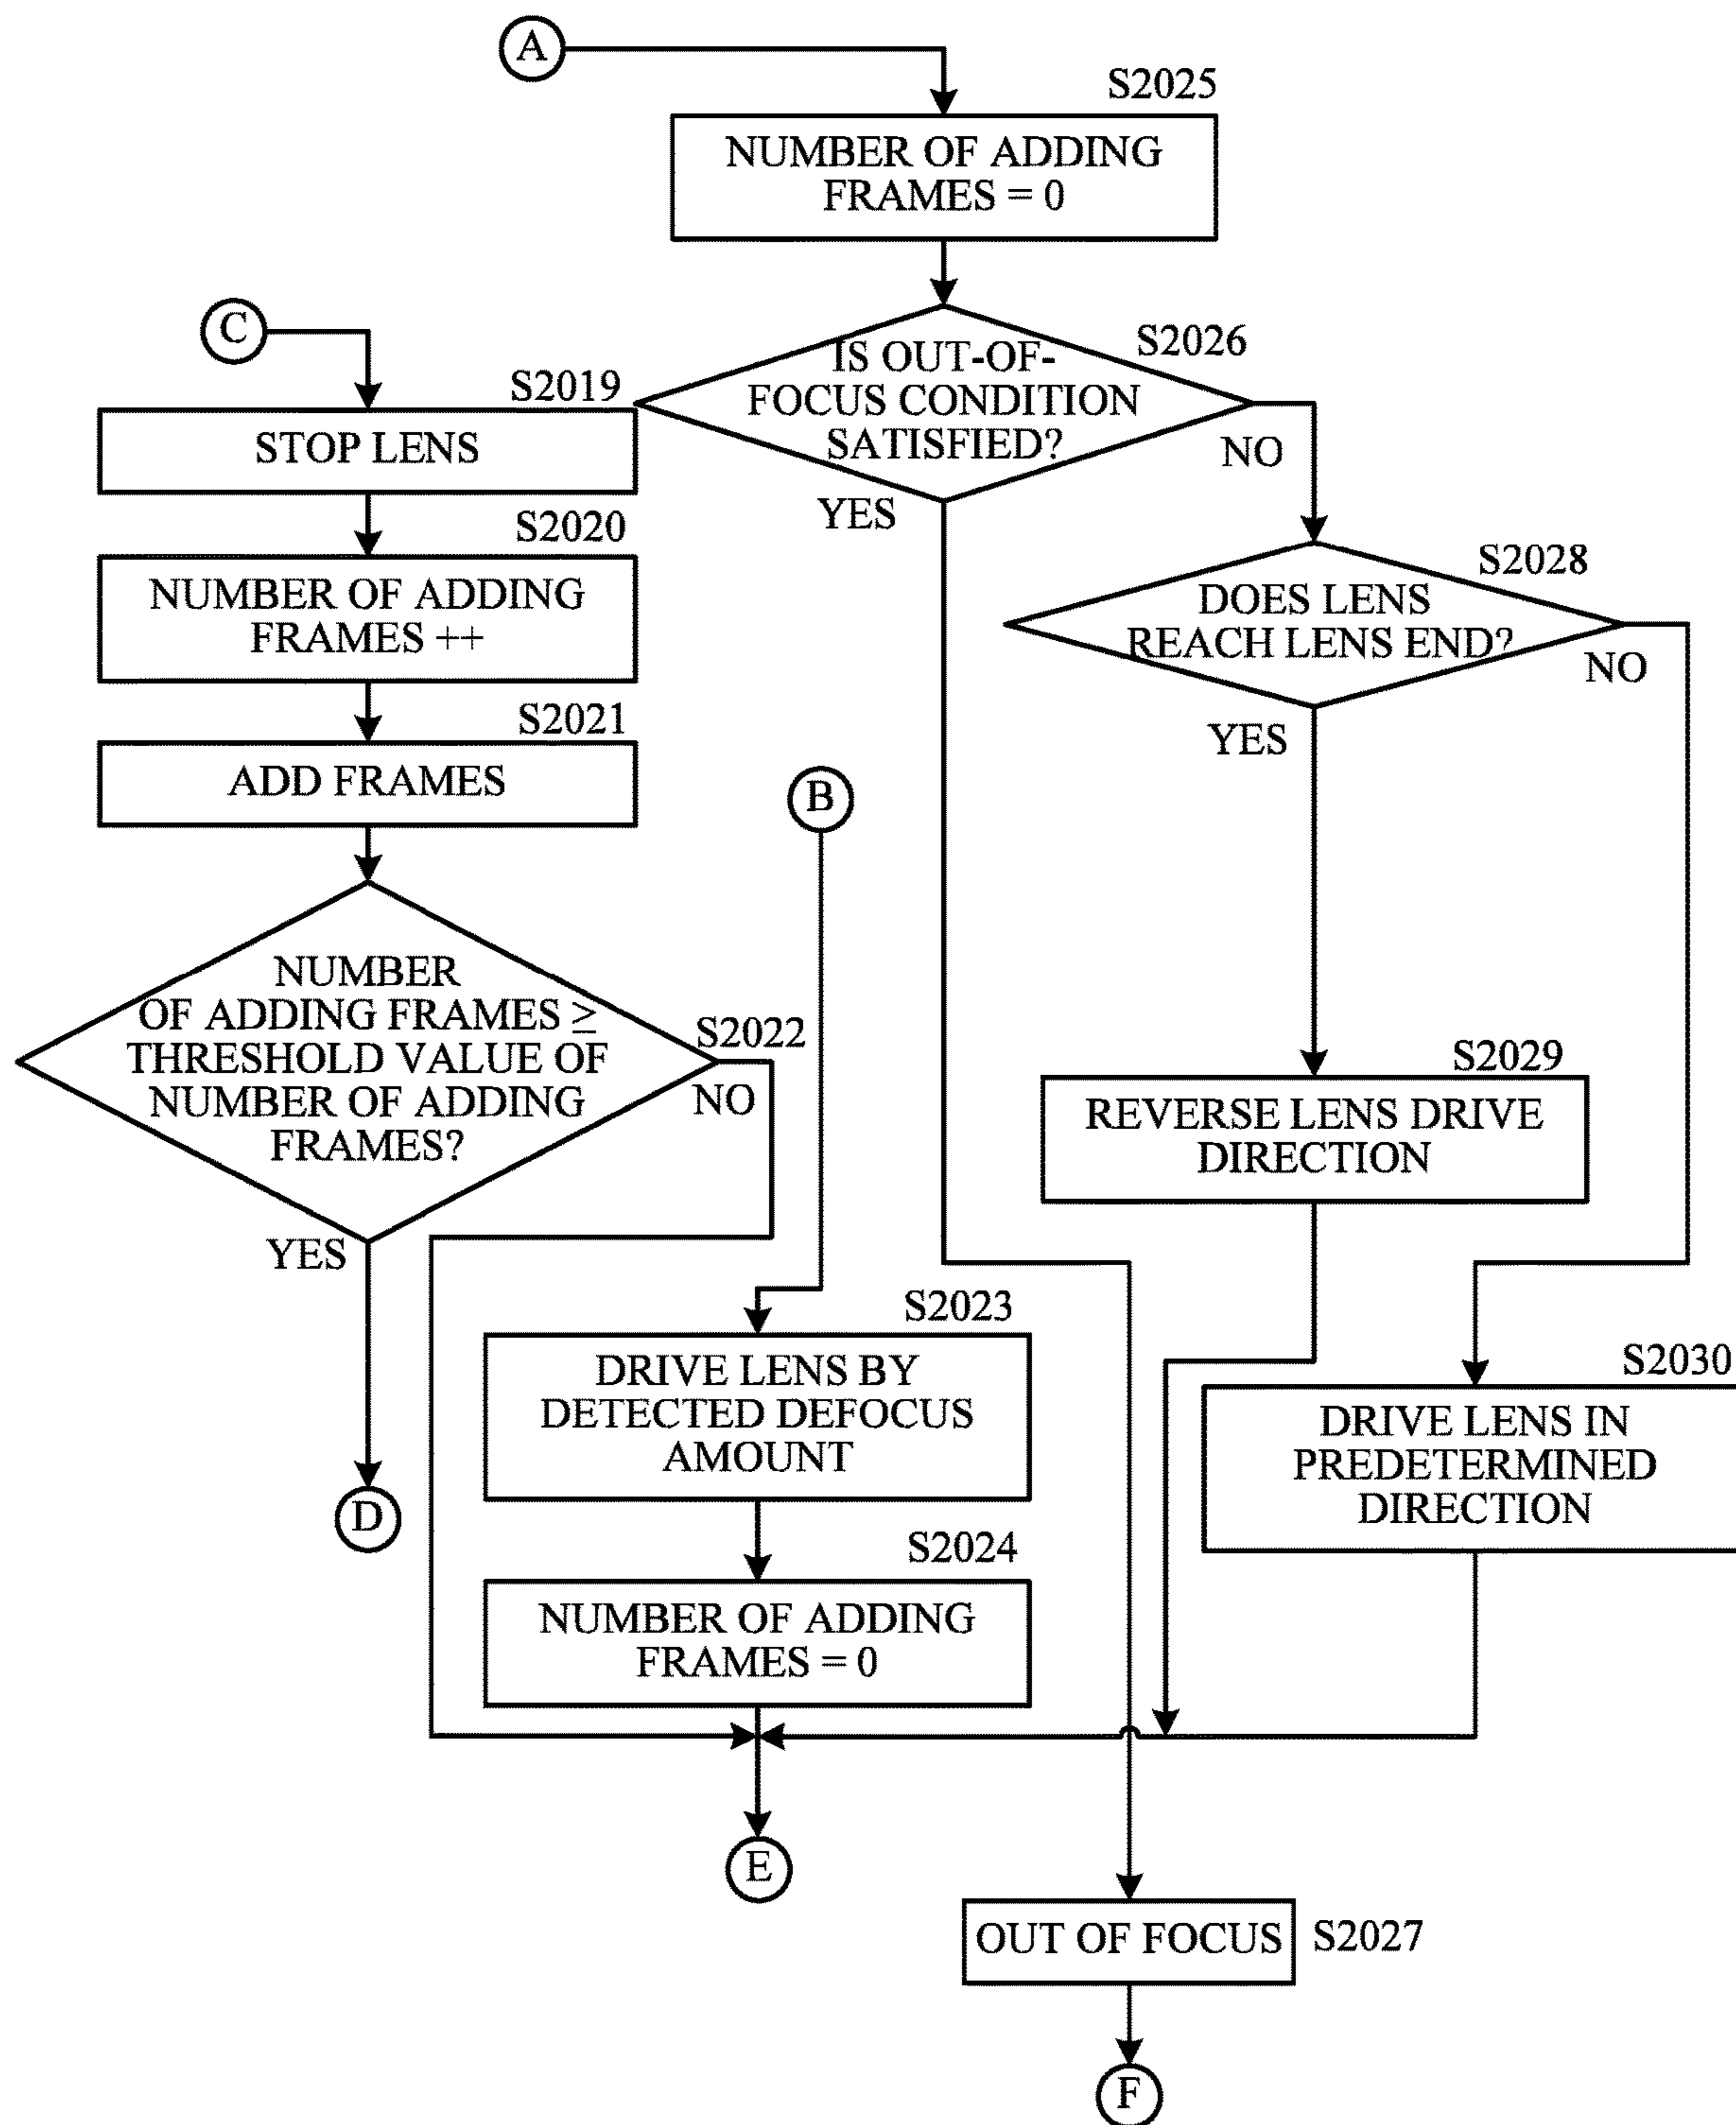 A
S2025
NUMBER OF ADDING
FRAMES = 0
C
S2026
IS OUT-OF-
FOCUS CONDITION
SATISFIED?
NO
YES
S2019
STOP LENS
S2020
NUMBER OF ADDING
FRAMES ++
S2021
ADD FRAMES
S2028
DOES LENS
REACH LENS END?
NO
YES
B
NUMBER
OF ADDING FRAMES ≥
THRESHOLD VALUE OF
NUMBER OF ADDING
FRAMES?
S2022
NO
YES
S2029
REVERSE LENS DRIVE
DIRECTION
S2023
DRIVE LENS BY
DETECTED DEFOCUS
AMOUNT
S2030
DRIVE LENS IN
PREDETERMINED
DIRECTION
D
S2024
NUMBER OF ADDING
FRAMES = 0
E
OUT OF FOCUS
S2027
F